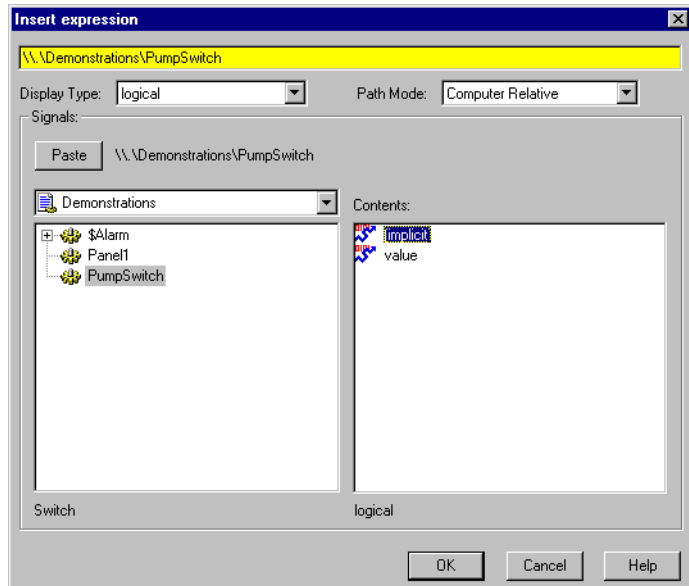 Insert expression
\\.\Demonstrations\PumpSwitch
Display Type: logical Path Mode: Computer Relative
Signals:
Paste \\.\Demonstrations\PumpSwitch
Demonstrations Contents:
$Alarm implicit
Panel1 value
PumpSwitch
Switch logical
OK Cancel Help